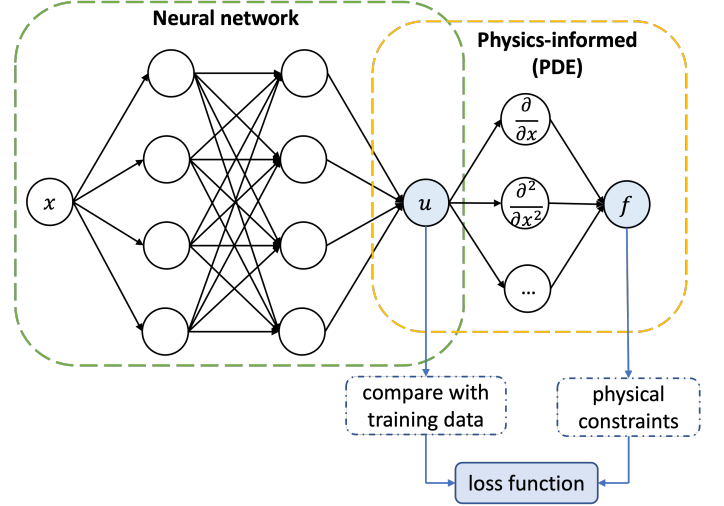 Neural network
Physics-informed
(PDE)
x
u
∂
∂x
∂²
∂x²
...
f
compare with
training data
physical
constraints
loss function